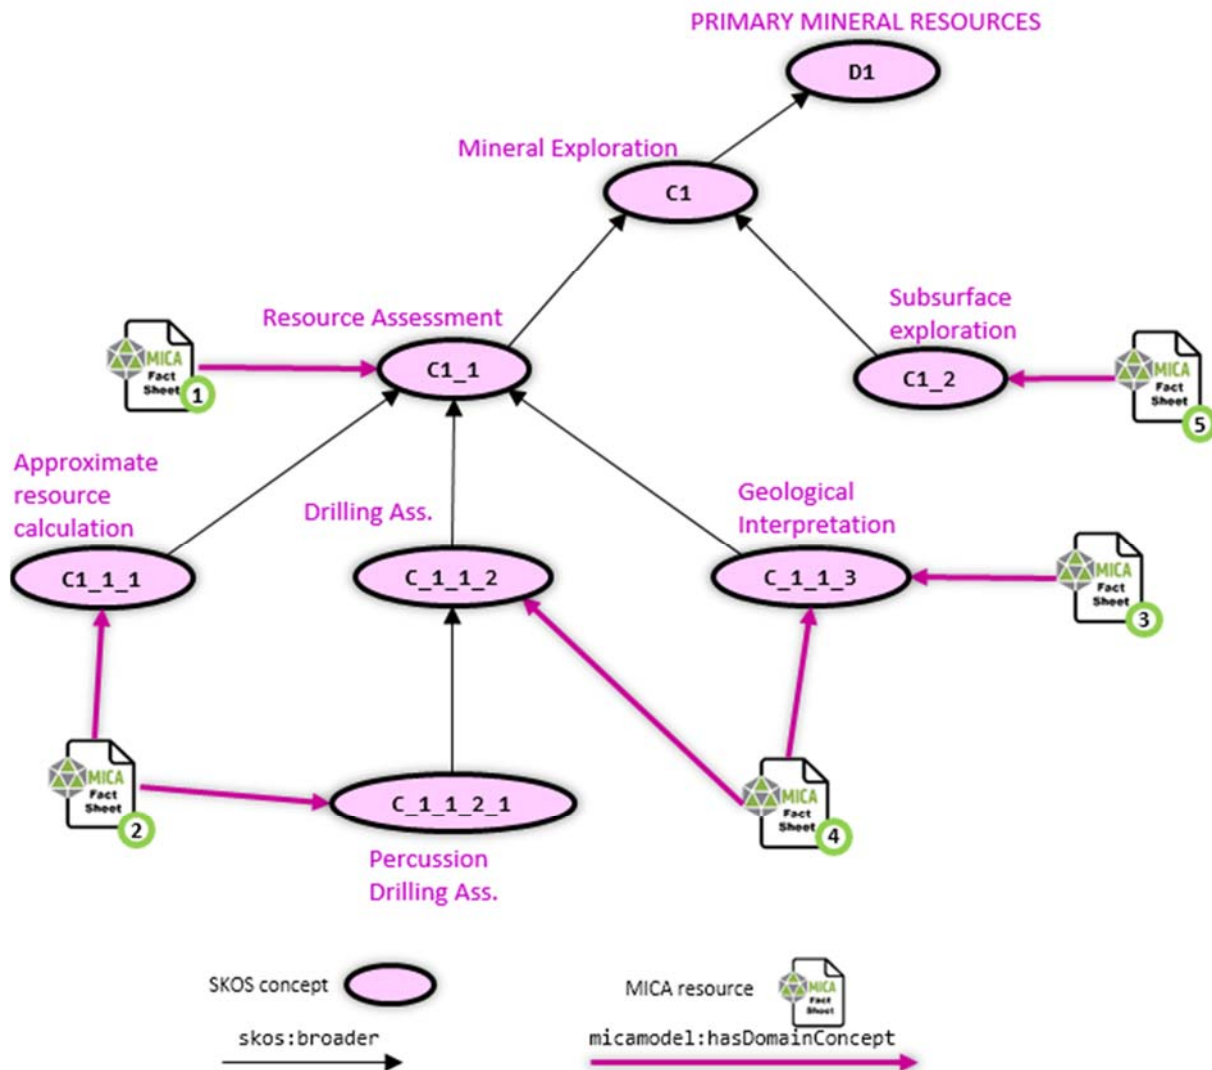 PRIMARY MINERAL RESOURCES
D1
Mineral Exploration
C1
Resource Assessment
C1_1
Subsurface
exploration
C1_2
MICA
Fact
Sheet
1
MICA
Fact
Sheet
5
Approximate
resource
calculation
C1_1_1
Drilling Ass.
C_1_1_2
Geological
Interpretation
C_1_1_3
MICA
Fact
Sheet
3
MICA
Fact
Sheet
2
C_1_1_2_1
Percussion
Drilling Ass.
MICA
Fact
Sheet
4
SKOS concept
MICA resource
MICA
Fact
Sheet
skos:broader
micamodel:hasDomainConcept